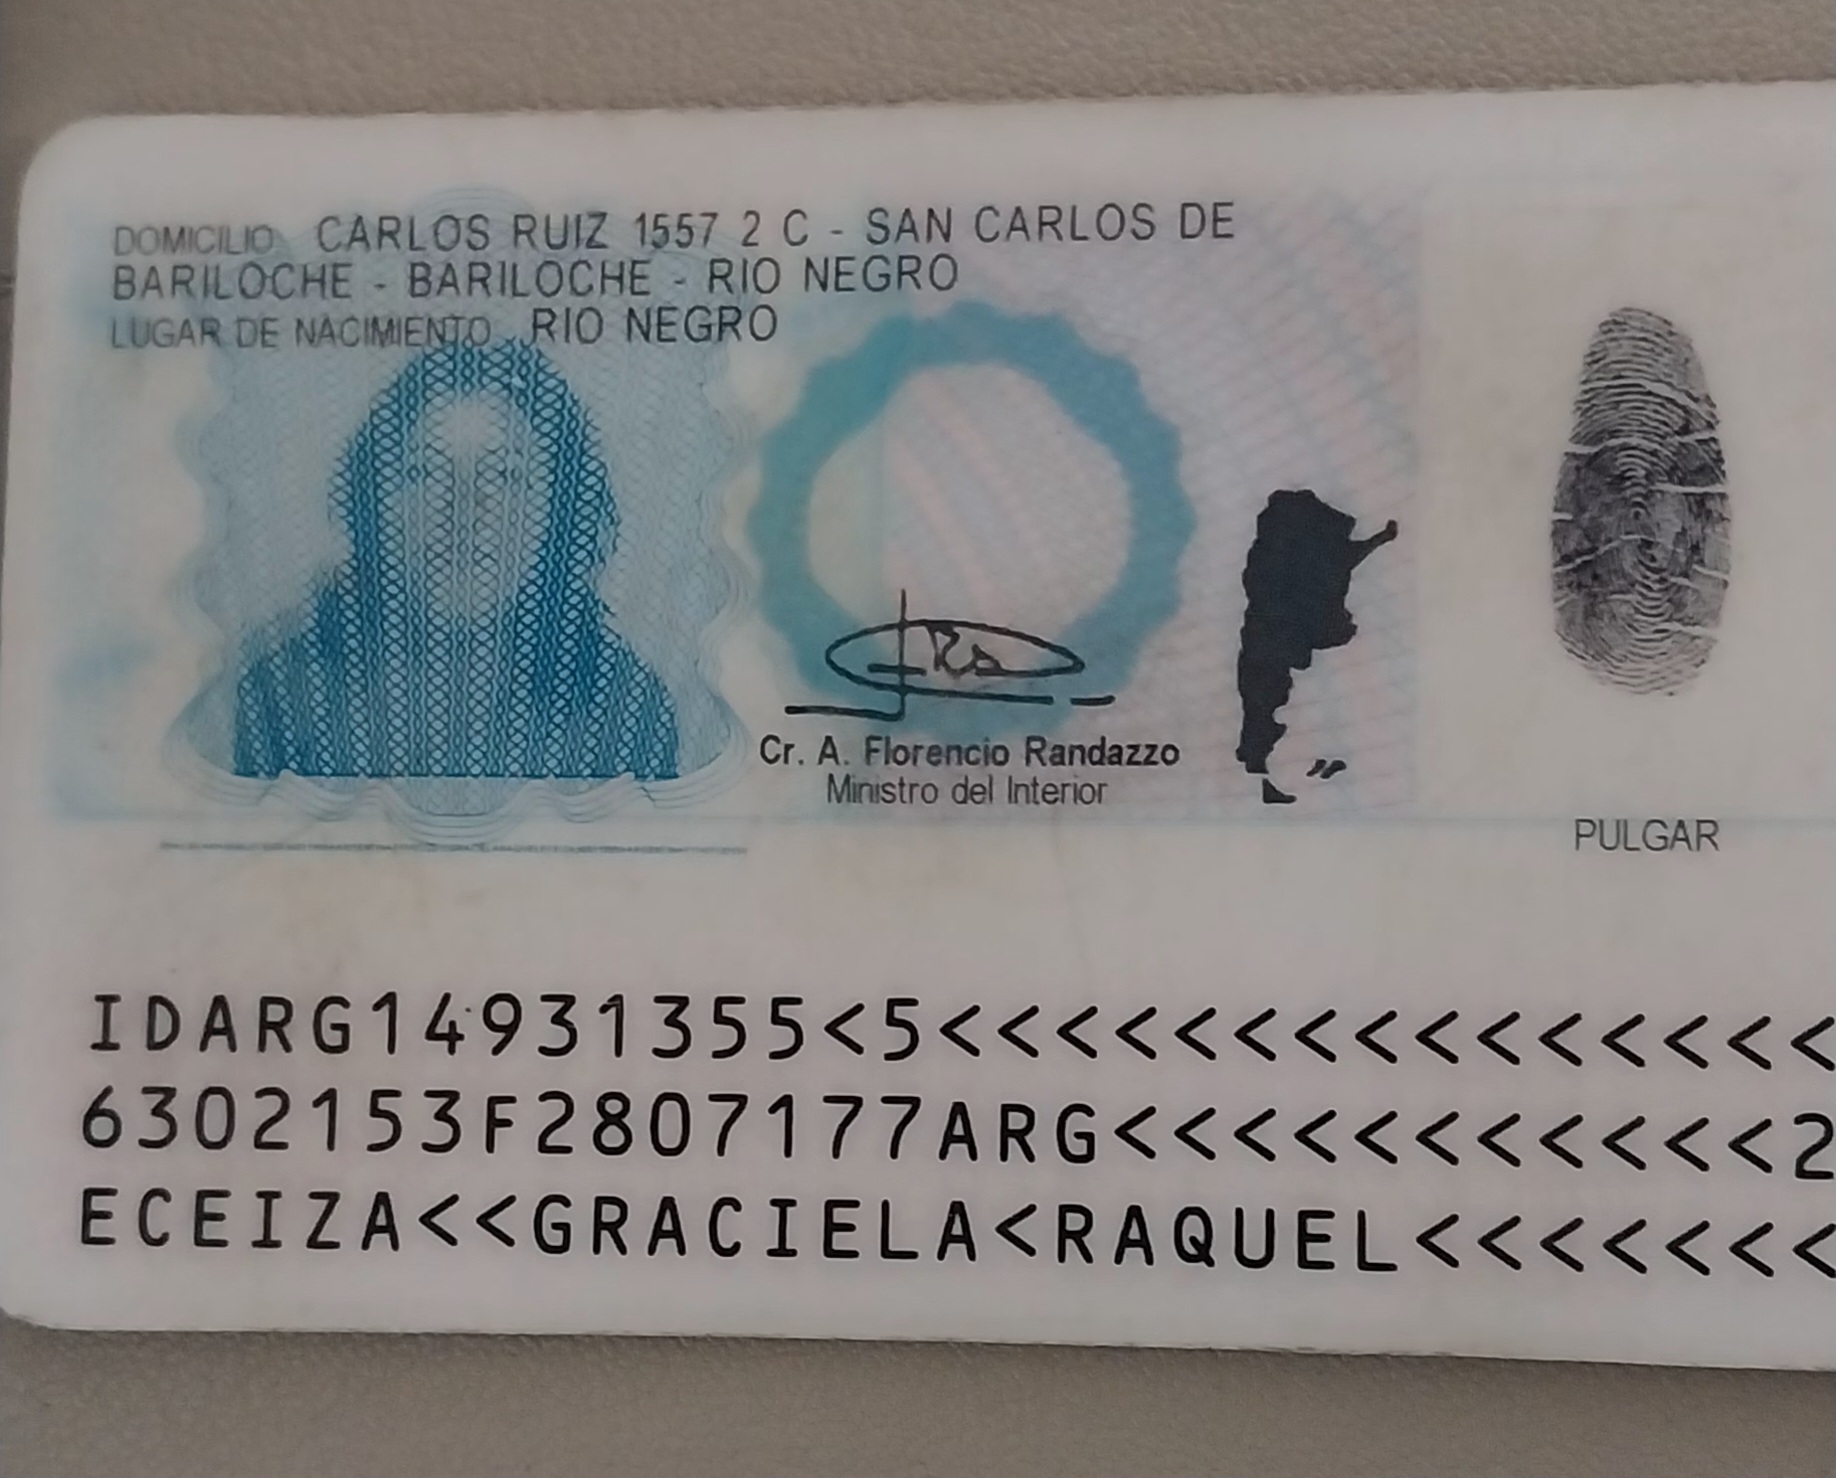 DOMICILIO CARLOS RUIZ 1557 2 C - SAN CARLOS DE
BARILOCHE - BARILOCHE - RIO NEGRO
LUGAR DE NACIMIENTO RIO NEGRO
Cr. A. Florencio Randazzo
Ministro del Interior
PULGAR
IDARG14931355<5<<<<<<<<<<<<<<<
6302153F2807177ARG<<<<<<<<<<<2
ECEIZA<<GRACIELA<RAQUEL<<<<<<<